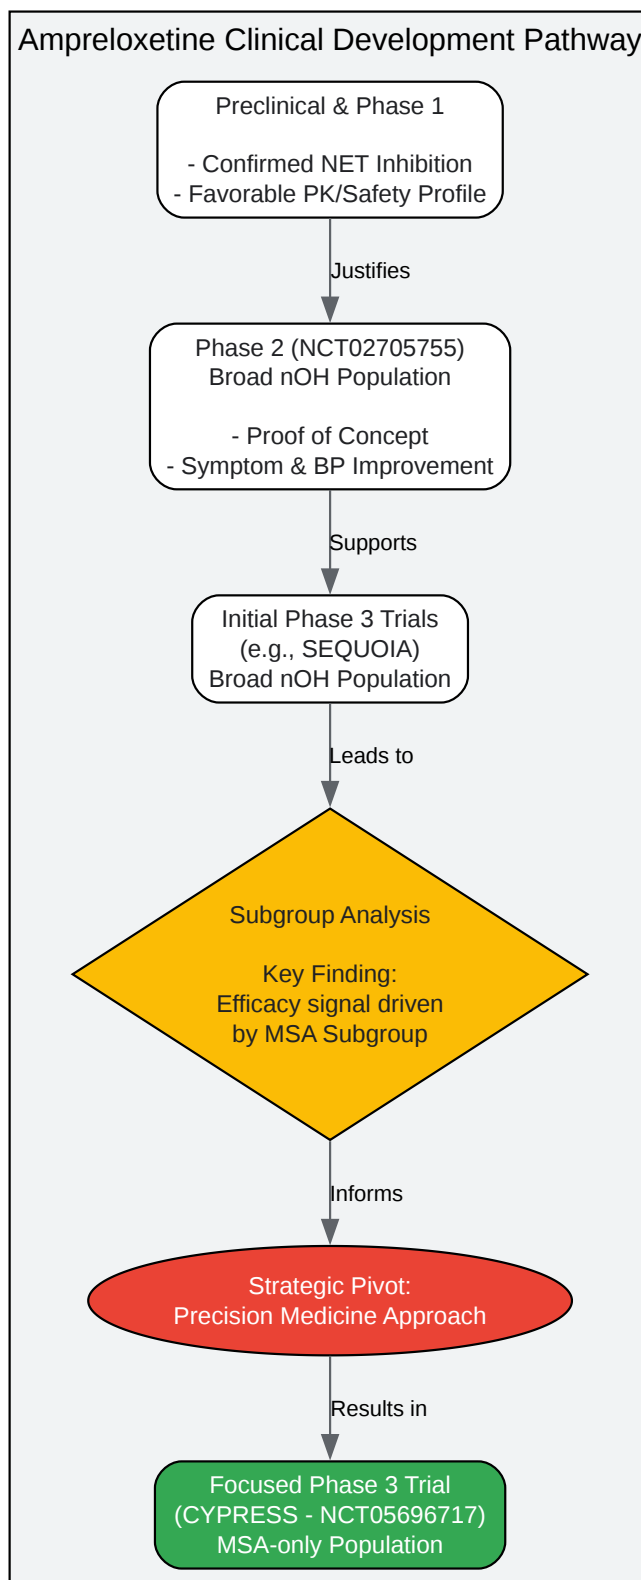 Ampreloxetine Clinical Development Pathway
Preclinical & Phase 1
- Confirmed NET Inhibition
- Favorable PK/Safety Profile
Justifies
Phase 2 (NCT02705755)
Broad nOH Population
- Proof of Concept
- Symptom & BP Improvement
Supports
Initial Phase 3 Trials
(e.g., SEQUOIA)
Broad nOH Population
Leads to
Subgroup Analysis
Key Finding:
Efficacy signal driven
by MSA Subgroup
Informs
Strategic Pivot:
Precision Medicine Approach
Results in
Focused Phase 3 Trial
(CYPRESS - NCT05696717)
MSA-only Population